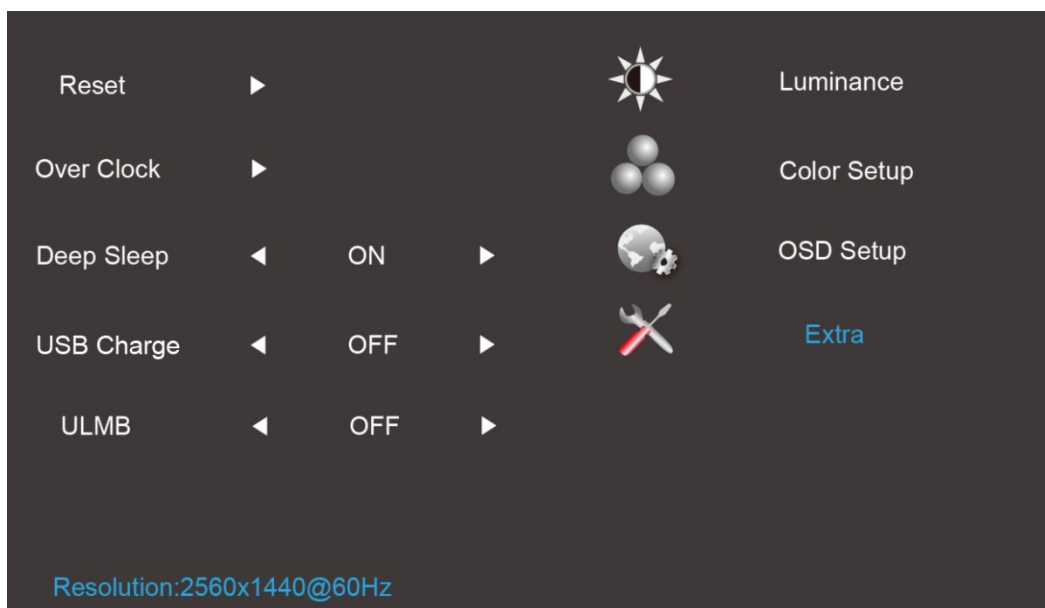 Reset
Luminance
Over Clock
Color Setup
Deep Sleep ON
OSD Setup
USB Charge OFF
Extra
ULMB OFF
Resolution:2560x1440@60Hz